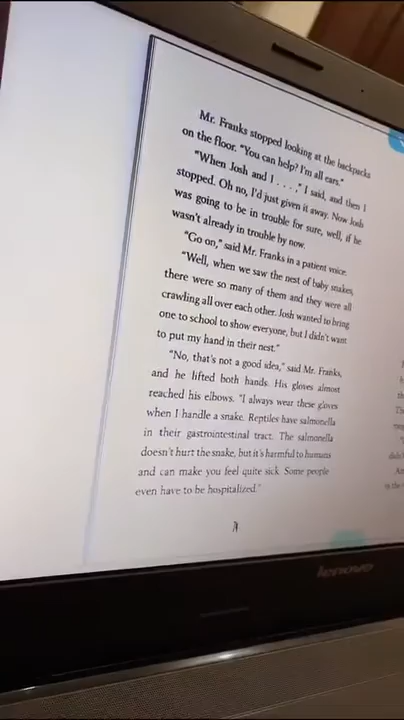 Mr. Franks stopped looking at the backpacks
on the floor. "You can help? I'm all ears."
"When Josh and I . . . ," I said, and then I
stopped. Oh no, I'd just given it away. Now Josh
was going to be in trouble for sure, well, if he
wasn't already in trouble by now.
"Go on," said Mr. Franks in a patient voice.
"Well, when we saw the nest of baby snakes,
there were so many of them and they were all
crawling all over each other. Josh wanted to bring
one to school to show everyone, but I didn't want
to put my hand in their nest."
"No, that's not a good idea," said Mr. Franks,
and he lifted both hands. His gloves almost
reached his elbows. "I always wear these gloves
when I handle a snake. Reptiles have salmonella
in their gastrointestinal tract. The salmonella
doesn't hurt the snake, but it's harmful to humans
and can make you feel quite sick. Some people
even have to be hospitalized."
lenovo